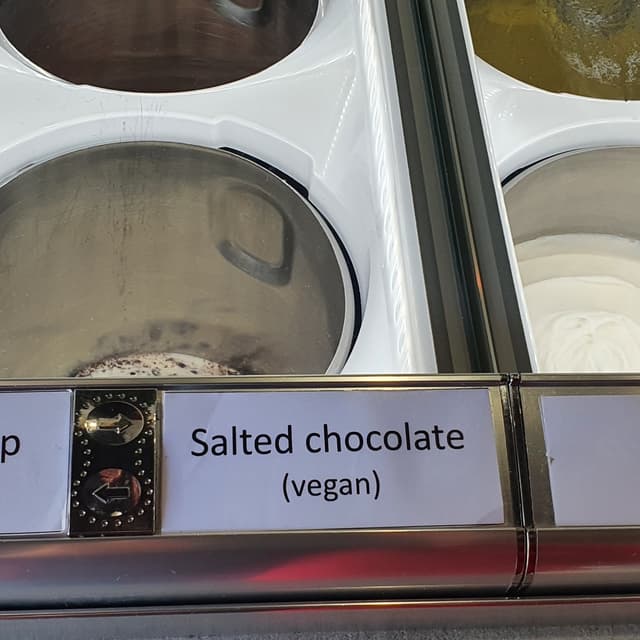 p
Salted chocolate
(vegan)